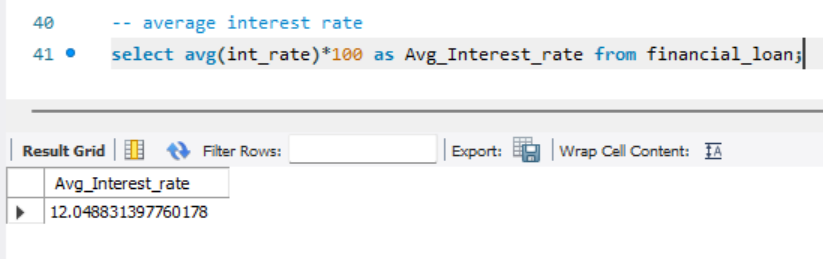 40 -- average interest rate
41 select avg(int_rate)*100 as Avg_Interest_rate from financial_loan;
Result Grid Filter Rows: Export: Wrap Cell Content: IA
Avg_Interest_rate
12.048831397760178